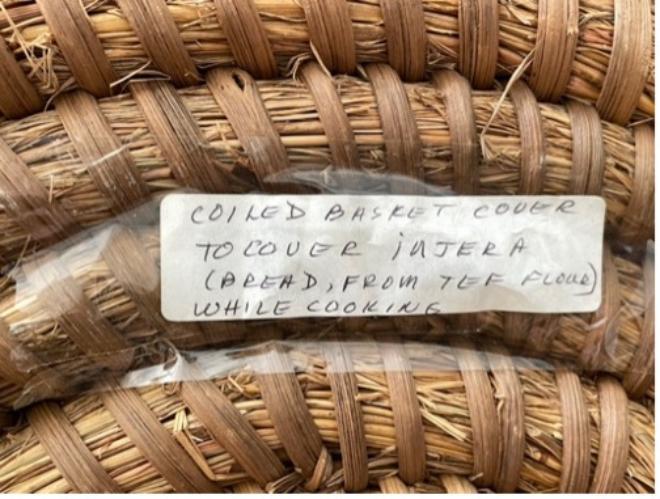 COILED BASKET COVER
TO COVER INJERA
(BREAD, FROM TEF FLOUR)
WHILE COOKING